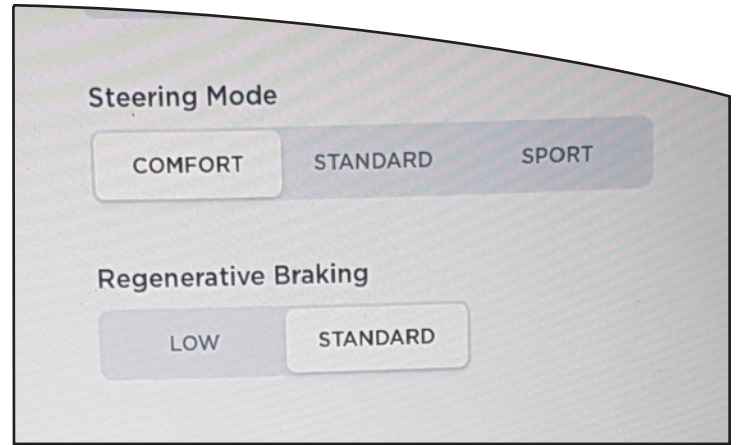 Steering Mode
COMFORT STANDARD SPORT
Regenerative Braking
LOW STANDARD